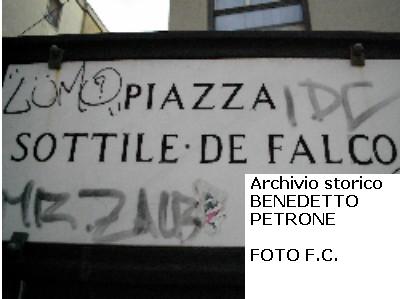 PIAZZA
SOTTILE·DE FALCO
Archivio storico
BENEDETTO
PETRONE
FOTO F.C.